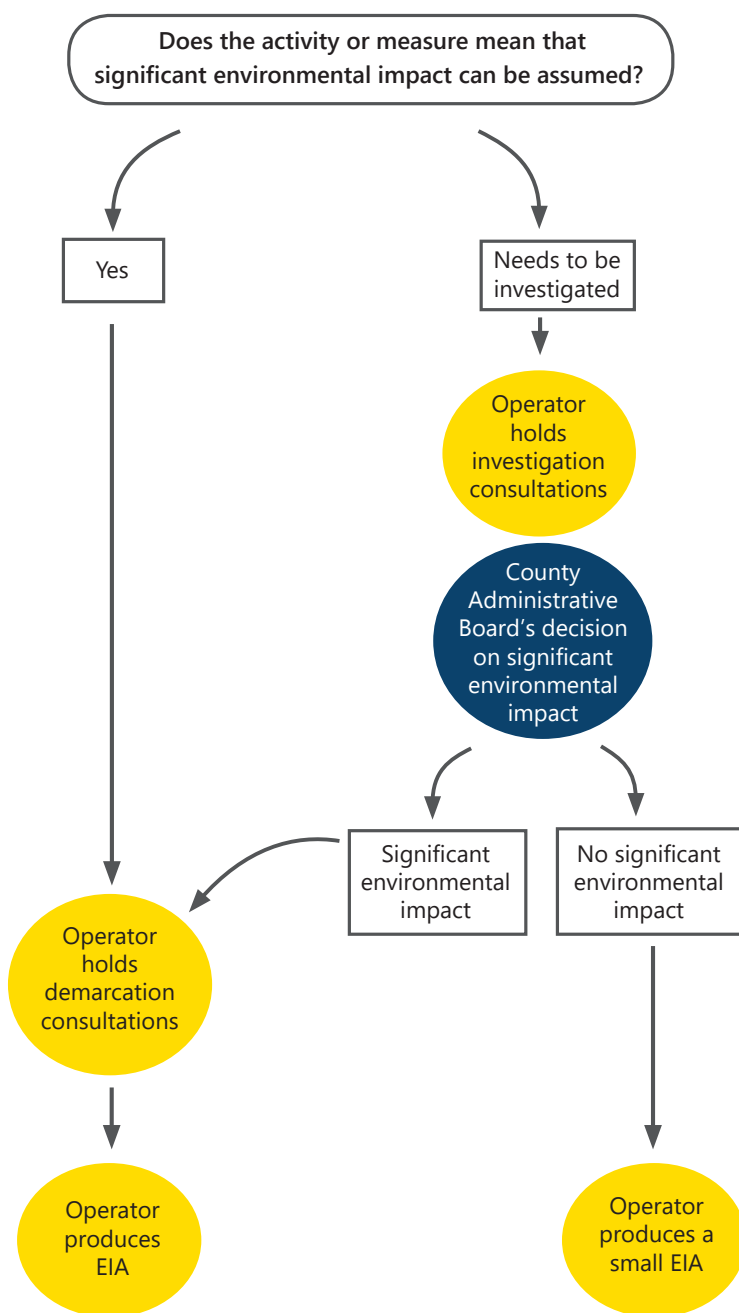 Does the activity or measure mean that
significant environmental impact can be assumed?
Yes
Needs to be
investigated
Operator
holds
investigation
consultations
County
Administrative
Board's decision
on significant
environmental
impact
Significant
environmental
impact
No significant
environmental
impact
Operator
holds
demarcation
consultations
Operator
produces
EIA
Operator
produces a
small EIA